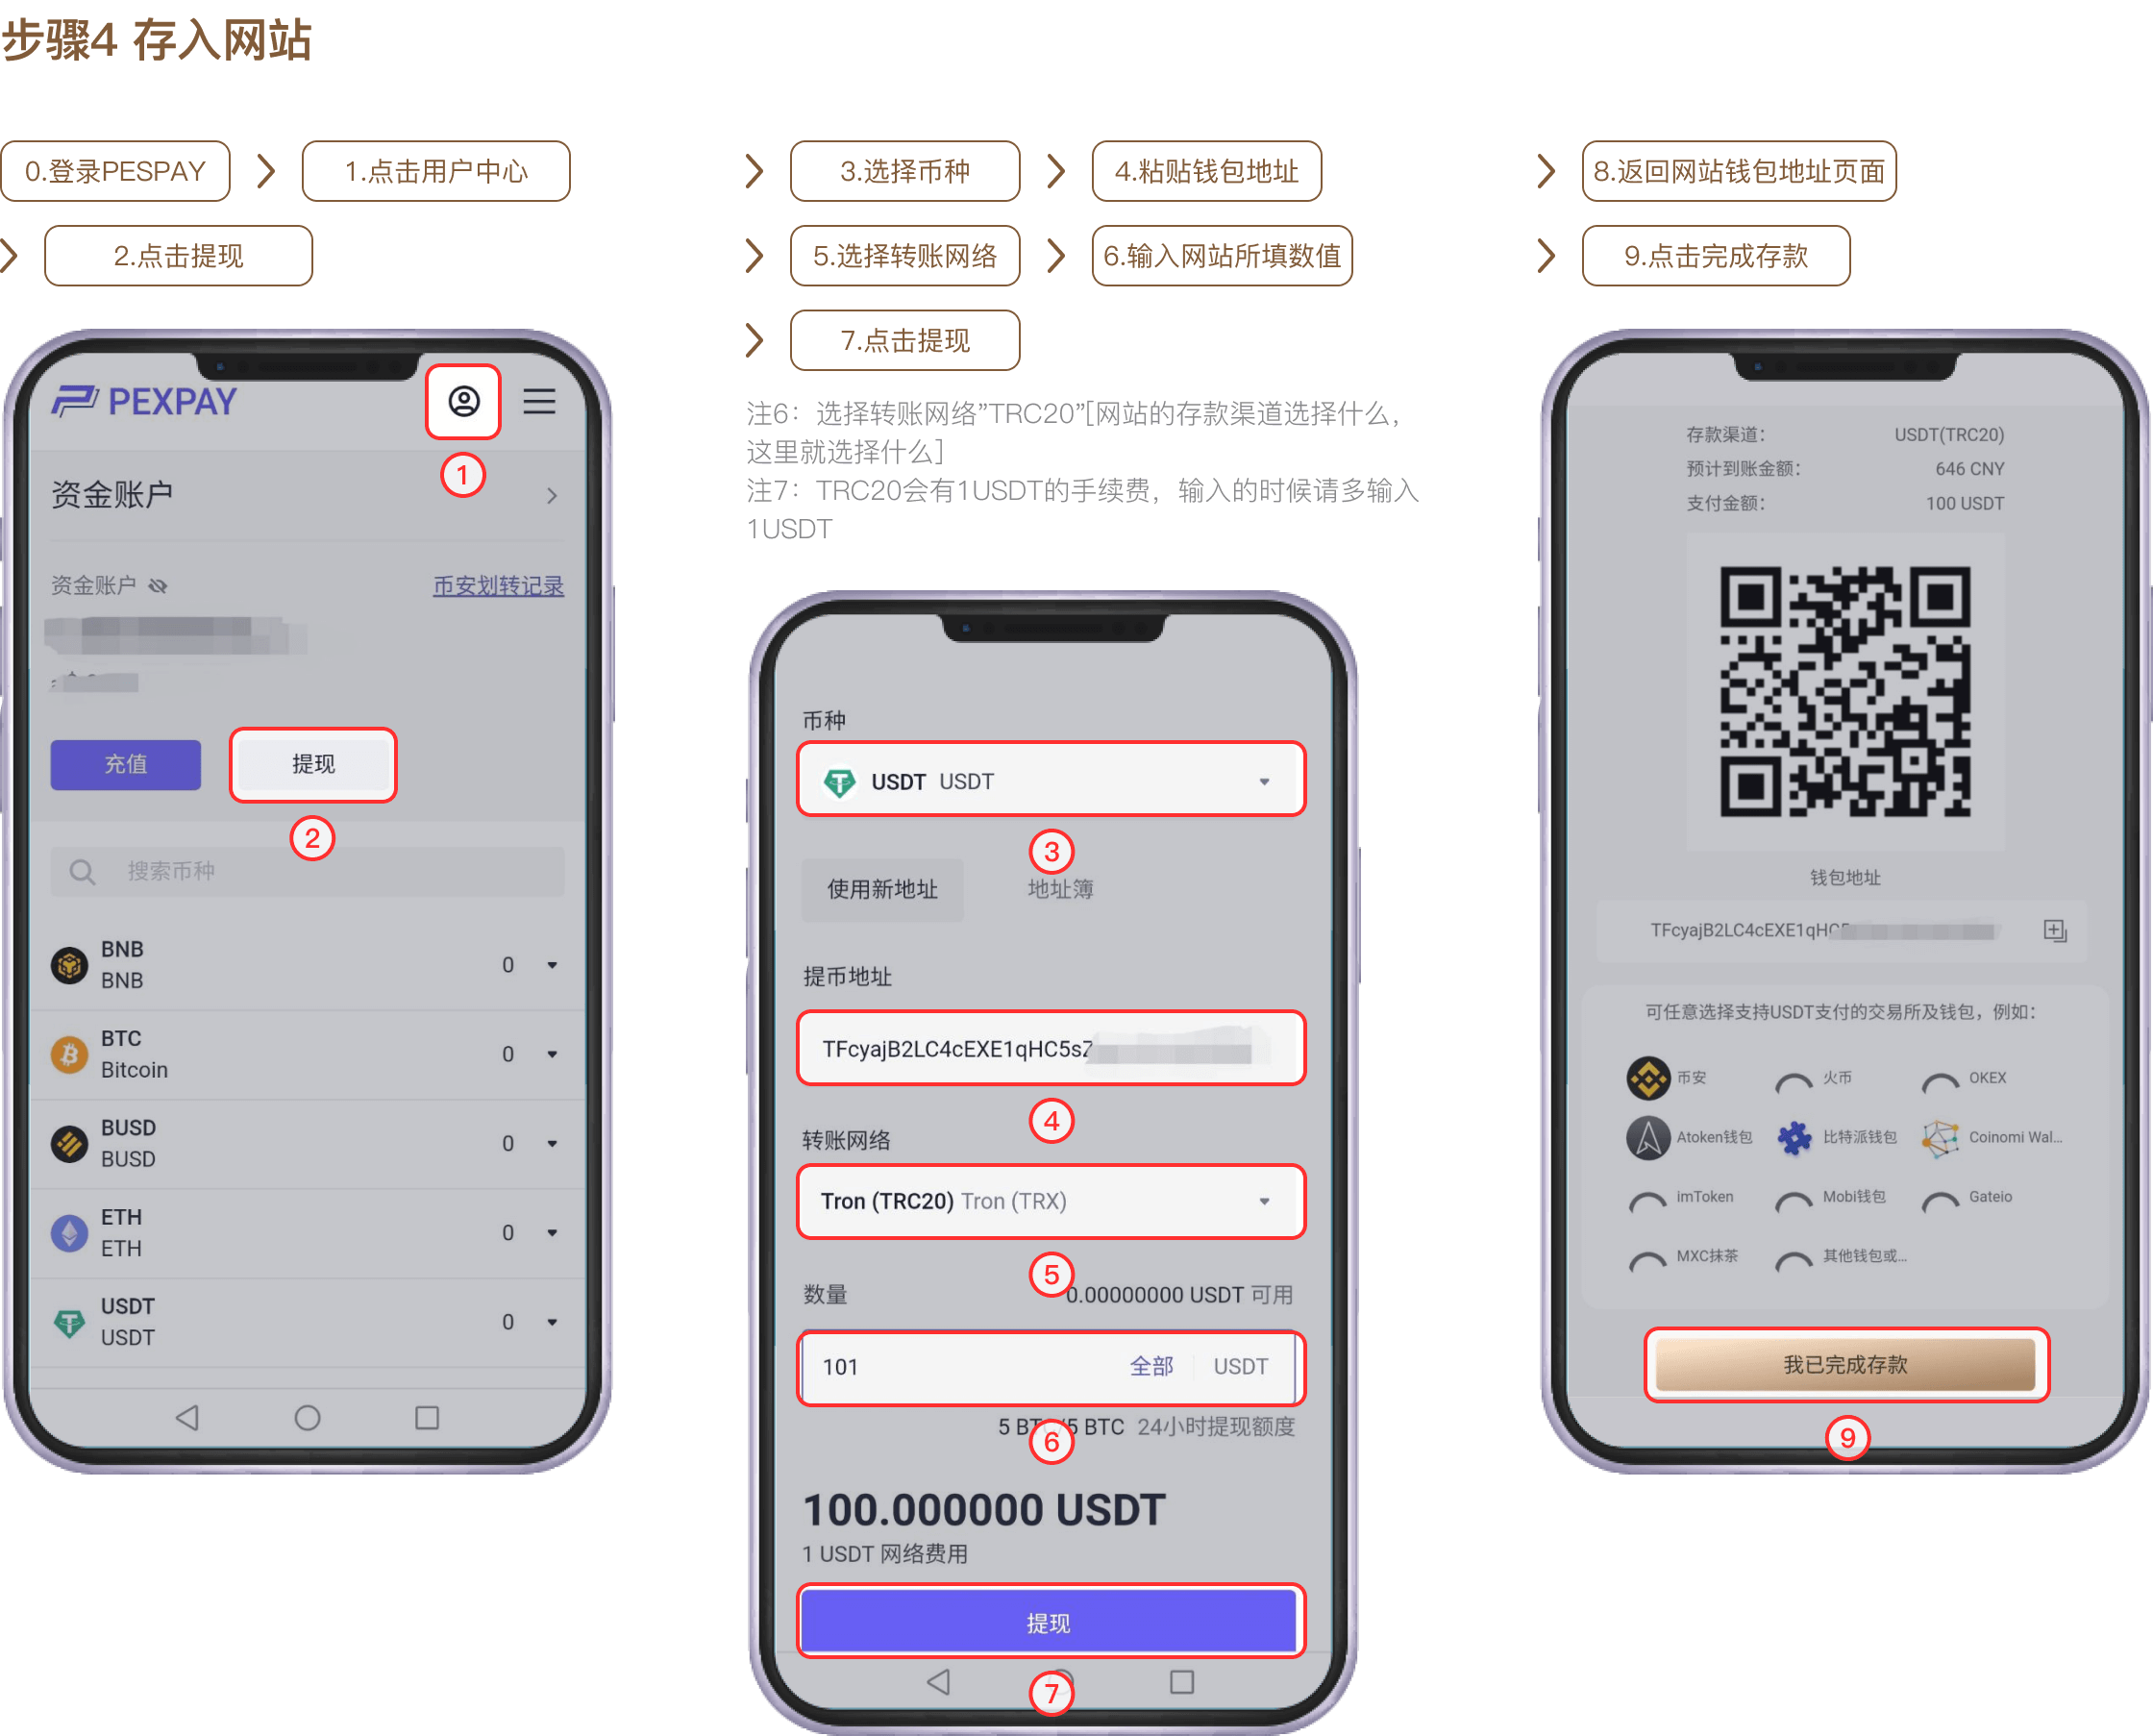 步骤4 存入网站
0.登录PESPAY
1.点击用户中心
2.点击提现
PEXPAY
1
资金账户
资金账户
币安划转记录
充值
提现
2
搜索币种
BNB
BNB
0
BTC
Bitcoin
0
BUSD
BUSD
0
ETH
ETH
0
USDT
USDT
0
3.选择币种
4.粘贴钱包地址
5.选择转账网络
6.输入网站所填数值
7.点击提现
注6：选择转账网络”TRC20”[网站的存款渠道选择什么，
这里就选择什么]
注7：TRC20会有1USDT的手续费，输入的时候请多输入
1USDT
币种
USDT USDT
3
使用新地址
地址簿
提币地址
TFcyajB2LC4cEXE1qHC5sZ
4
转账网络
Tron (TRC20) Tron (TRX)
5
数量
0.00000000 USDT 可用
101
全部
USDT
5 BTC/5 BTC 24小时提现额度
6
100.000000 USDT
1 USDT 网络费用
提现
7
8.返回网站钱包地址页面
9.点击完成存款
存款渠道：
USDT(TRC20)
预计到账金额：
646 CNY
支付金额：
100 USDT
钱包地址
TFcyajB2LC4cEXE1qHC
可任意选择支持USDT支付的交易所及钱包，例如：
币安
火币
OKEX
Atoken钱包
比特派钱包
Coinomi Wal...
imToken
Mobi钱包
Gateio
MXC抹茶
其他钱包或...
我已完成存款
9